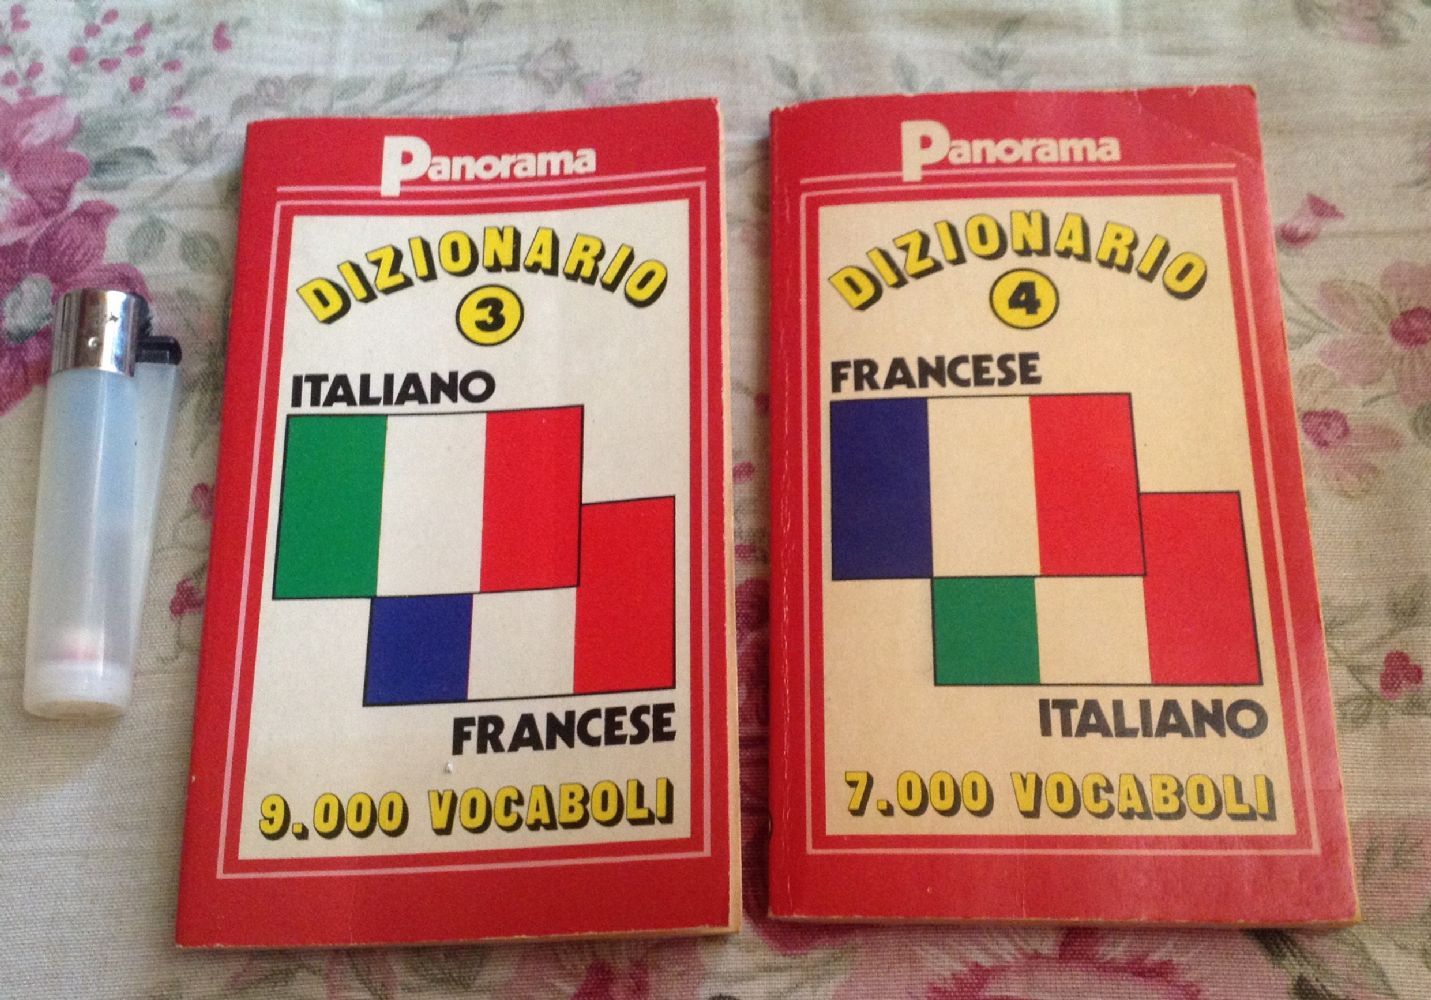 Panorama
DIZIONARIO
3
ITALIANO
FRANCESE
9.000 VOCABOLI
Panorama
DIZIONARIO
4
FRANCESE
ITALIANO
7.000 VOCABOLI